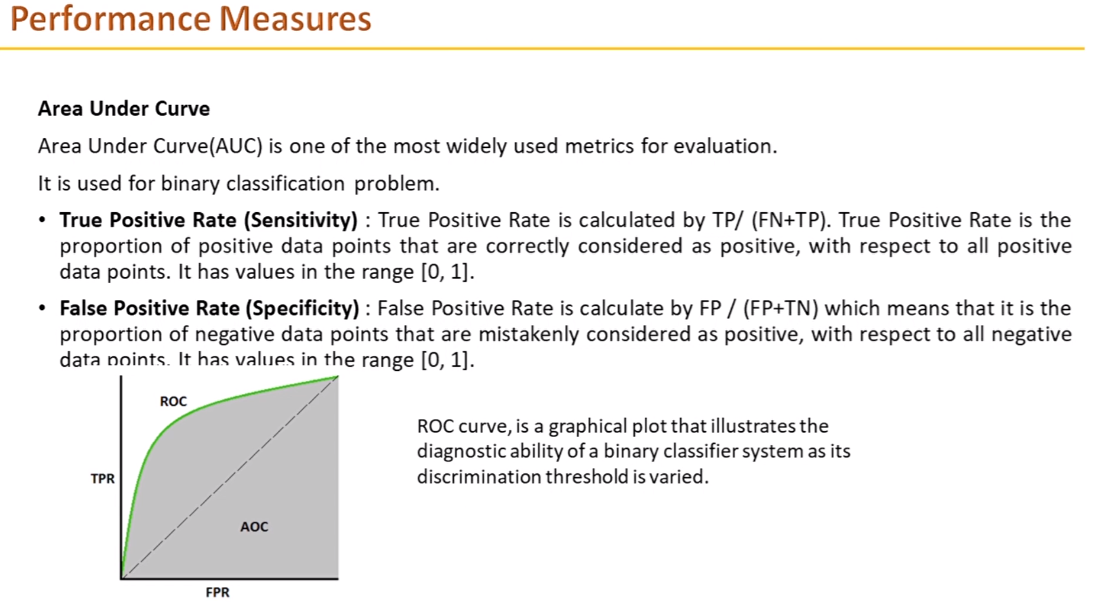 Performance Measures
Area Under Curve
Area Under Curve(AUC) is one of the most widely used metrics for evaluation.
It is used for binary classification problem.
• True Positive Rate (Sensitivity) : True Positive Rate is calculated by TP/ (FN+TP). True Positive Rate is the
proportion of positive data points that are correctly considered as positive, with respect to all positive
data points. It has values in the range [0, 1].
• False Positive Rate (Specificity) : False Positive Rate is calculate by FP / (FP+TN) which means that it is the
proportion of negative data points that are mistakenly considered as positive, with respect to all negative
data points. It has values in the range [0, 1].
ROC
TPR
AOC
FPR
ROC curve, is a graphical plot that illustrates the
diagnostic ability of a binary classifier system as its
discrimination threshold is varied.